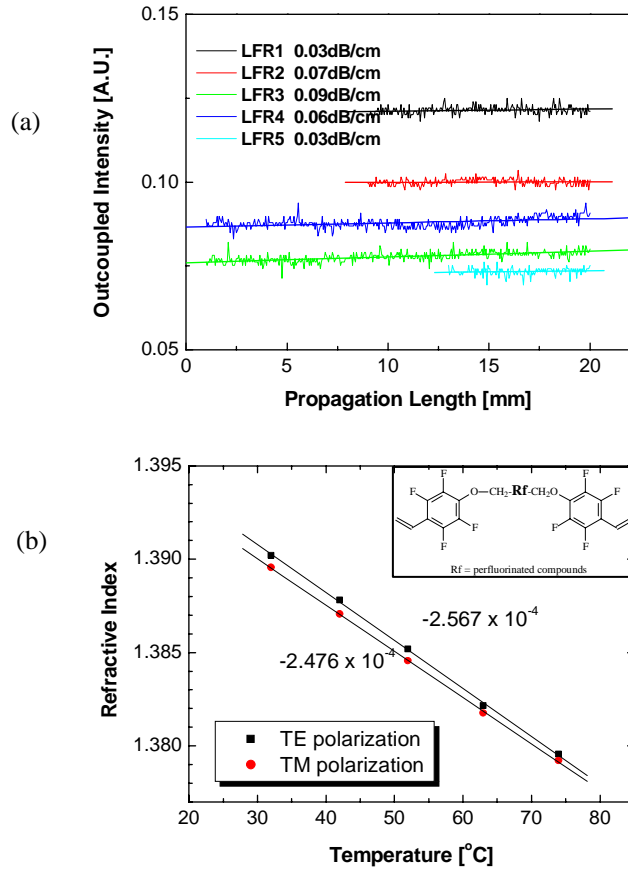 (a)
Outcoupled Intensity [A.U.]
0.15
0.10
0.05
LFR1 0.03dB/cm
LFR2 0.07dB/cm
LFR3 0.09dB/cm
LFR4 0.06dB/cm
LFR5 0.03dB/cm
0 5 10 15 20
Propagation Length [mm]
(b)
Refractive Index
1.395
1.390
1.385
1.380
F F F F
O—CH₂-Rf-CH₂O
F F F F
Rf = perfluorinated compounds
-2.567 x 10⁻⁴
-2.476 x 10⁻⁴
TE polarization
TM polarization
20 30 40 50 60 70 80
Temperature [°C]